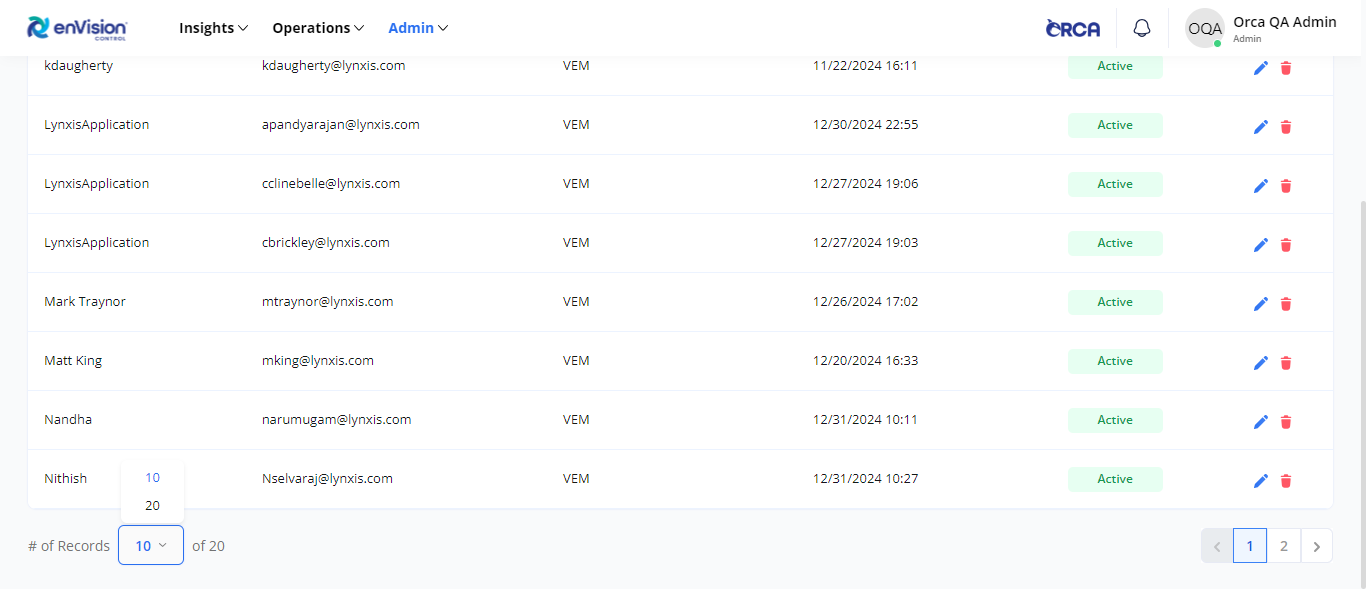 enVision
CONTROL
Insights
Operations
Admin
ORCA
OQA
Orca QA Admin
Admin
kdaugherty kdaugherty@lynxis.com VEM 11/22/2024 16:11 Active
LynxisApplication apandyarajan@lynxis.com VEM 12/30/2024 22:55 Active
LynxisApplication cclinebelle@lynxis.com VEM 12/27/2024 19:06 Active
LynxisApplication cbrickley@lynxis.com VEM 12/27/2024 19:03 Active
Mark Traynor mtraynor@lynxis.com VEM 12/26/2024 17:02 Active
Matt King mking@lynxis.com VEM 12/20/2024 16:33 Active
Nandha narumugam@lynxis.com VEM 12/31/2024 10:11 Active
Nithish Nselvaraj@lynxis.com VEM 12/31/2024 10:27 Active
10
20
# of Records 10 of 20
1 2